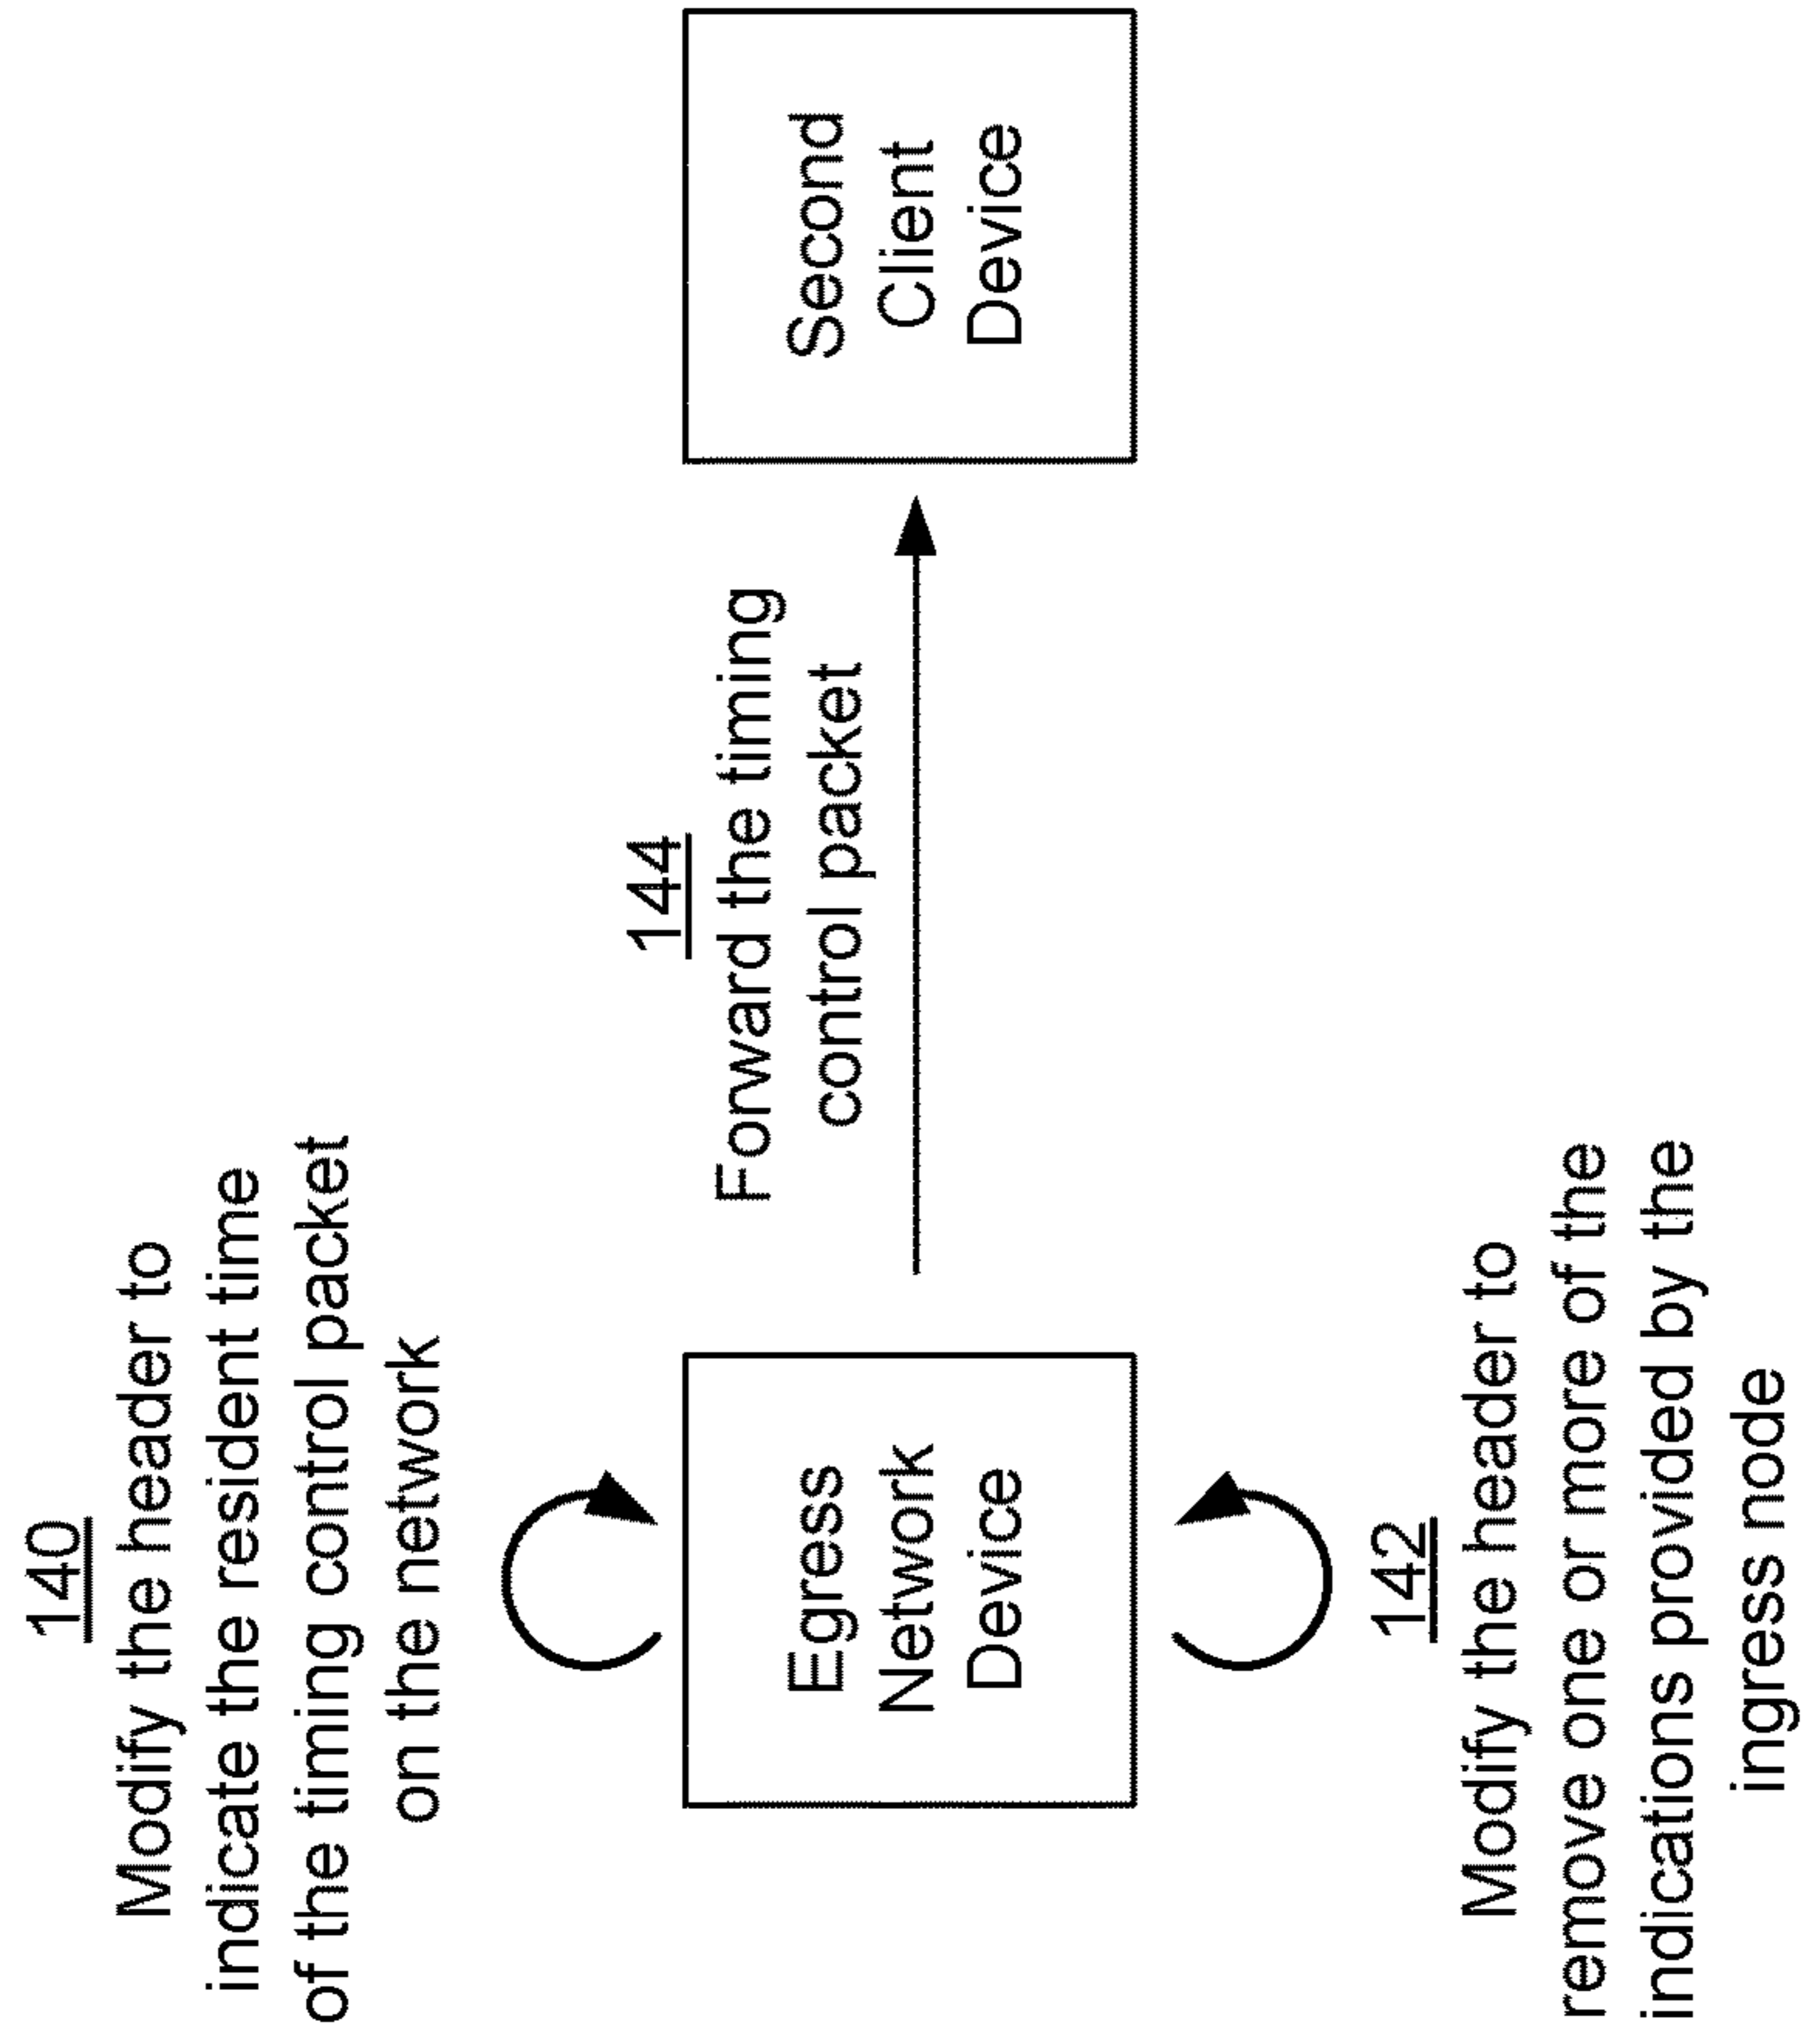 140
Modify the header to
indicate the resident time
of the timing control packet
on the network
Egress
Network
Device
144
Forward the timing
control packet
Second
Client
Device
142
Modify the header to
remove one or more of the
indications provided by the
ingress node